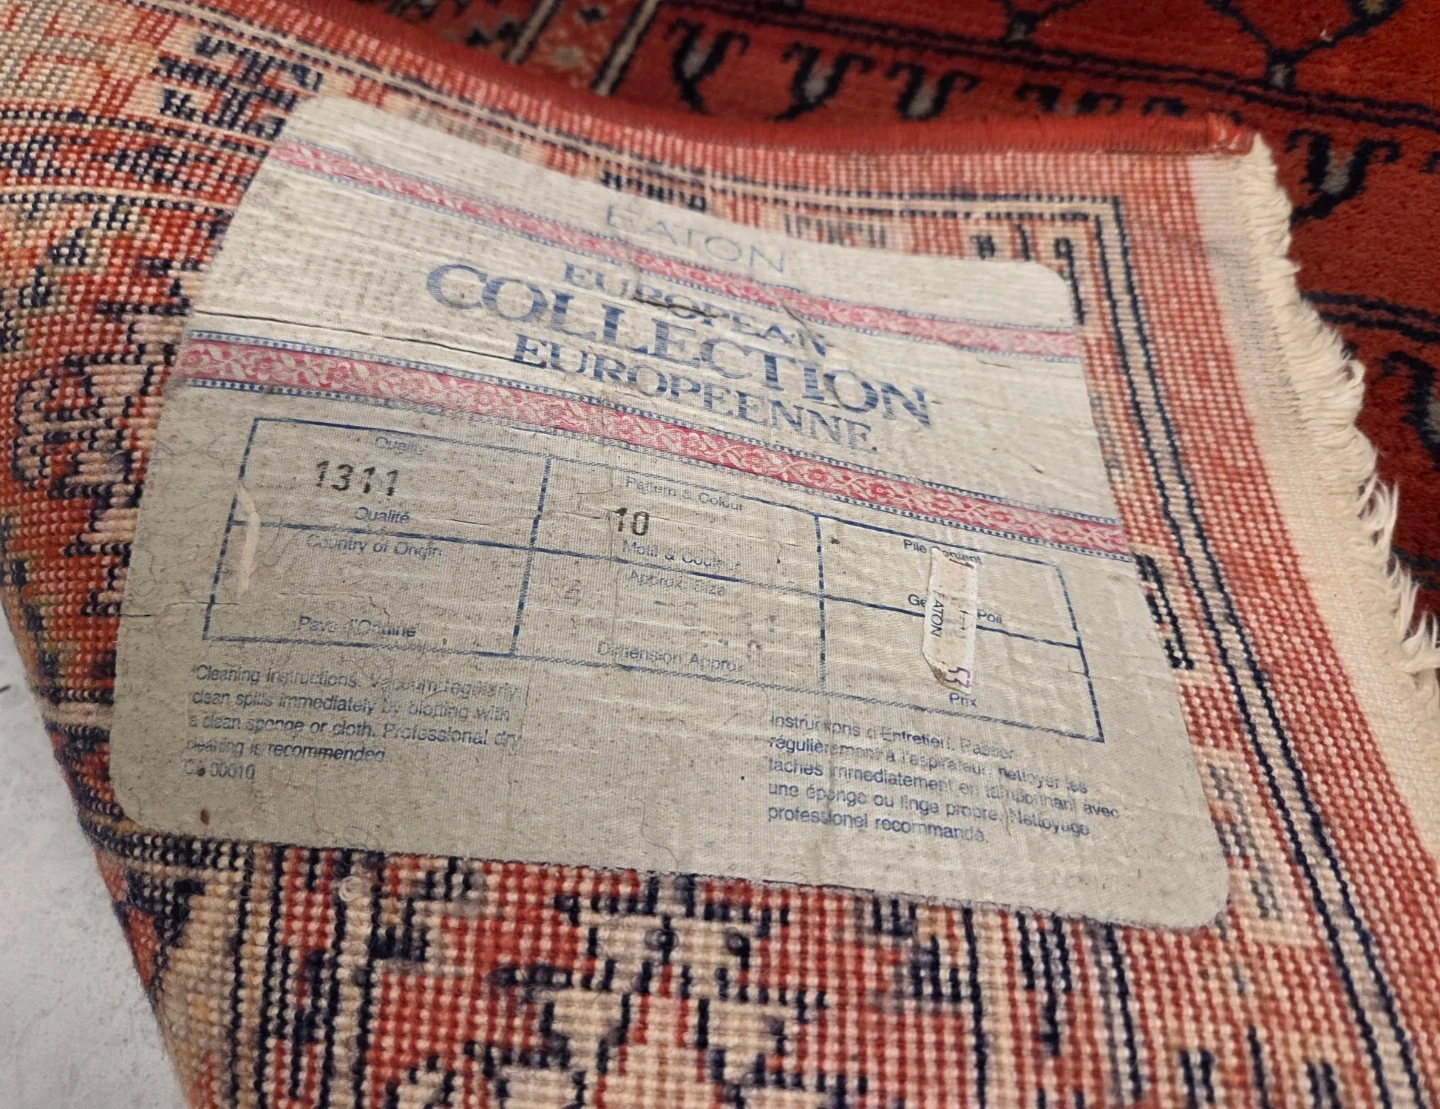 EATON
EUROPEAN
COLLECTION
EUROPEENNE.
Quality
1311
Qualité
Pattern & Colour
10
Motif & Couleur
Pile
Poil
Country of Origin
Pays d'Origine
Approx. Size
Dimension Approx.
EATON
Prix
Cleaning Instructions. Vacuum regularly,
clean spills immediately by blotting with
a clean sponge or cloth. Professional dry
cleaning is recommended.
00010
Instructions d'Entretien. Passer
régulièrement à l'aspirateur, nettoyer les
taches immediatement en tamponnant avec
une éponge ou linge propre. Nettoyage
professionel recommandé.